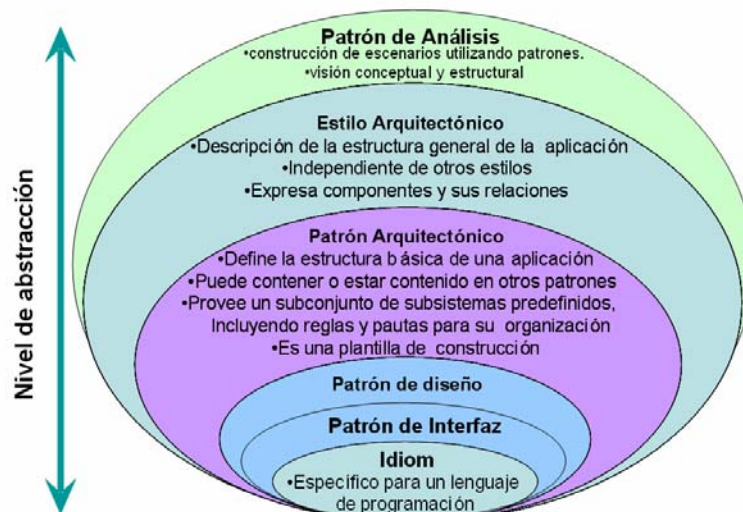 Patrón de Análisis
•construcción de escenarios utilizando patrones.
•visión conceptual y estructural
Estilo Arquitectónico
•Descripción de la estructura general de la aplicación
•Independiente de otros estilos
•Expresa componentes y sus relaciones
Patrón Arquitectónico
•Define la estructura básica de una aplicación
•Puede contener o estar contenido en otros patrones
•Provee un subconjunto de subsistemas predefinidos,
Incluyendo reglas y pautas para su organización
•Es una plantilla de construcción
Patrón de diseño
Patrón de Interfaz
Idiom
•Específico para un lenguaje
de programación
Nivel de abstracción